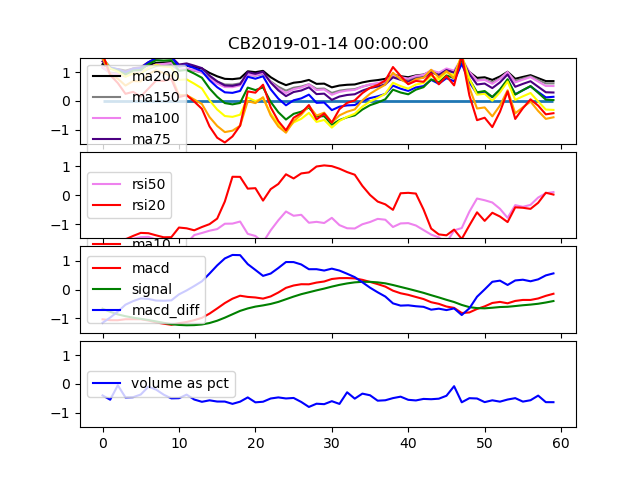 CB2019-01-14 00:00:00
1
0
−1
ma200
ma150
ma100
ma75
1
0
−1
rsi50
rsi20
ma10
1
0
−1
macd
signal
macd_diff
1
0
−1
volume as pct
0 10 20 30 40 50 60